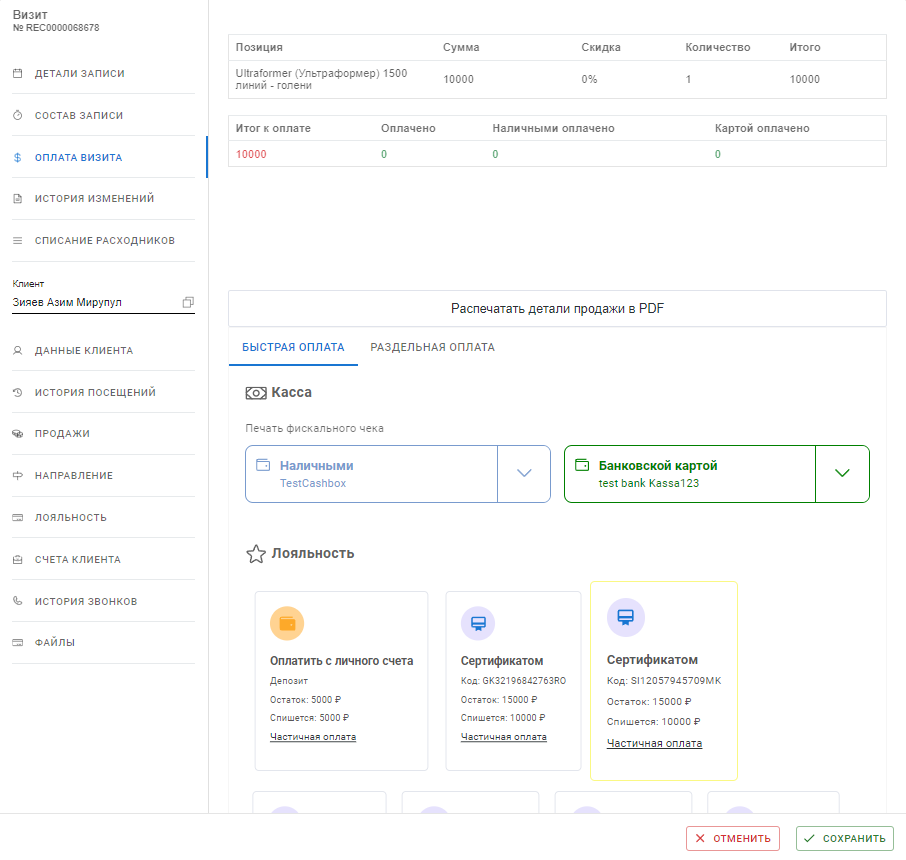 Визит
№ REC0000068678
ДЕТАЛИ ЗАПИСИ
СОСТАВ ЗАПИСИ
ОПЛАТА ВИЗИТА
ИСТОРИЯ ИЗМЕНЕНИЙ
СПИСАНИЕ РАСХОДНИКОВ
Клиент
Зияев Азим Мирупул
ДАННЫЕ КЛИЕНТА
ИСТОРИЯ ПОСЕЩЕНИЙ
ПРОДАЖИ
НАПРАВЛЕНИЕ
ЛОЯЛЬНОСТЬ
СЧЕТА КЛИЕНТА
ИСТОРИЯ ЗВОНКОВ
ФАЙЛЫ
Позиция Сумма Скидка Количество Итого
Ultraformer (Ультраформер) 1500
линий - голени 10000 0% 1 10000
Итог к оплате Оплачено Наличными оплачено Картой оплачено
10000 0 0 0
Распечатать детали продажи в PDF
БЫСТРАЯ ОПЛАТА РАЗДЕЛЬНАЯ ОПЛАТА
Касса
Печать фискального чека
Наличными
TestCashbox
Банковской картой
test bank Kassa123
Лояльность
Оплатить с личного счета
Депозит
Остаток: 5000 ₽
Спишется: 5000 ₽
Частичная оплата
Сертификатом
Код: GK32196842763RO
Остаток: 15000 ₽
Спишется: 10000 ₽
Частичная оплата
Сертификатом
Код: SI12057945709MK
Остаток: 15000 ₽
Спишется: 10000 ₽
Частичная оплата
ОТМЕНИТЬ СОХРАНИТЬ